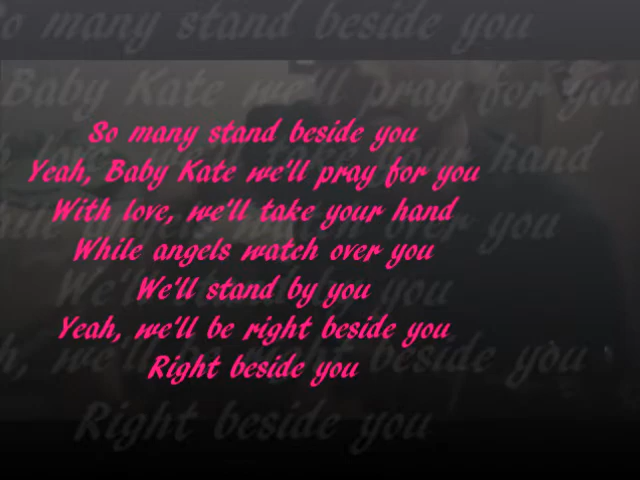 So many stand beside you
Yeah, Baby Kate we'll pray for you
With love, we'll take your hand
While angels watch over you
We'll stand by you
Yeah, we'll be right beside you
Right beside you